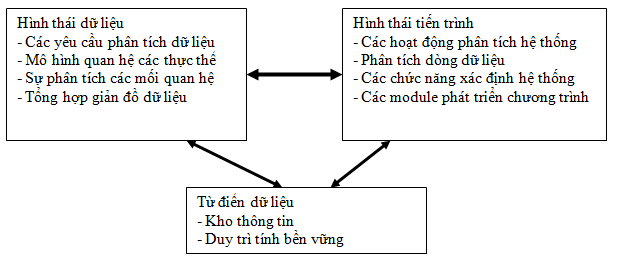 Hình thái dữ liệu
- Các yêu cầu phân tích dữ liệu
- Mô hình quan hệ các thực thể
- Sự phân tích các mối quan hệ
- Tổng hợp giản đồ dữ liệu
Hình thái tiến trình
- Các hoạt động phân tích hệ thống
- Phân tích dòng dữ liệu
- Các chức năng xác định hệ thống
- Các module phát triển chương trình
Từ điển dữ liệu
- Kho thông tin
- Duy trì tính bền vững